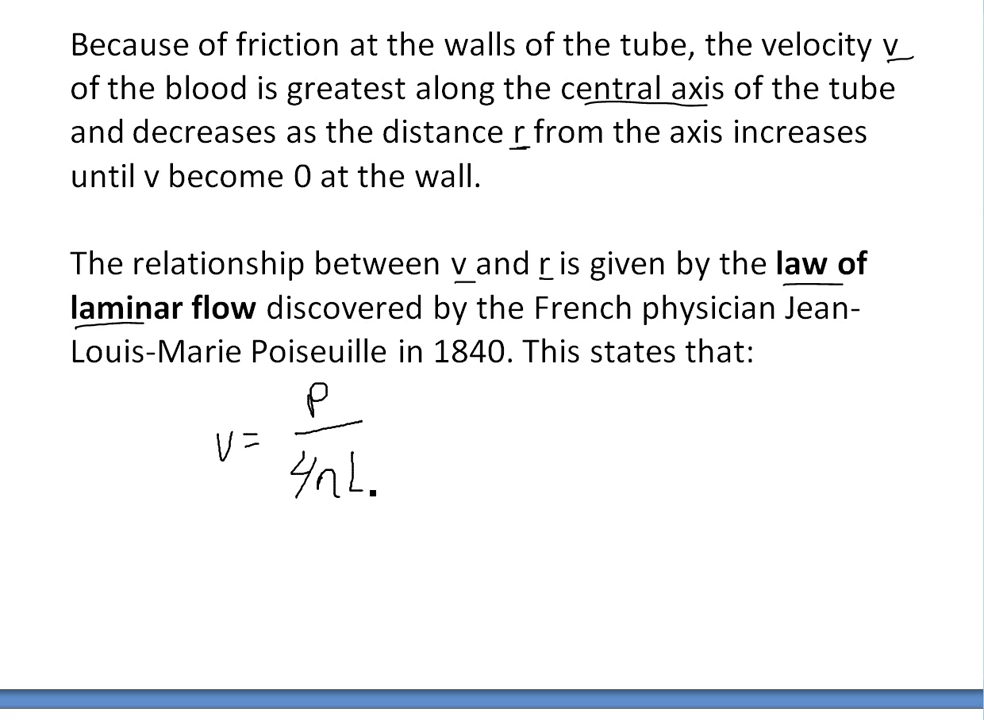 Because of friction at the walls of the tube, the velocity v
of the blood is greatest along the central axis of the tube
and decreases as the distance r from the axis increases
until v become 0 at the wall.
The relationship between v and r is given by the law of
laminar flow discovered by the French physician Jean-
Louis-Marie Poiseuille in 1840. This states that:
P
v =
4ηL